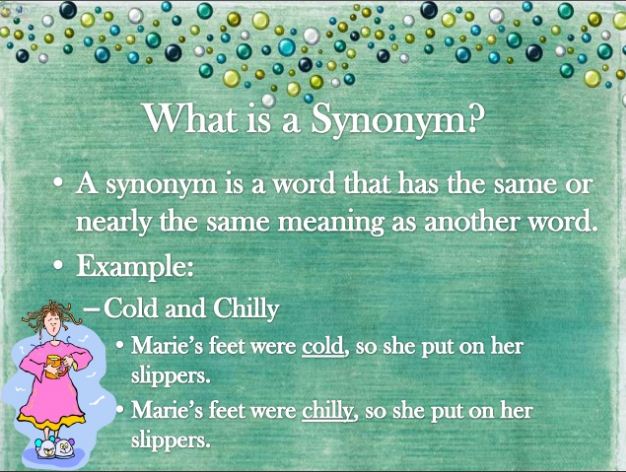 What is a Synonym?
• A synonym is a word that has the same or
nearly the same meaning as another word.
• Example:
– Cold and Chilly
• Marie's feet were cold, so she put on her
slippers.
• Marie's feet were chilly, so she put on her
slippers.